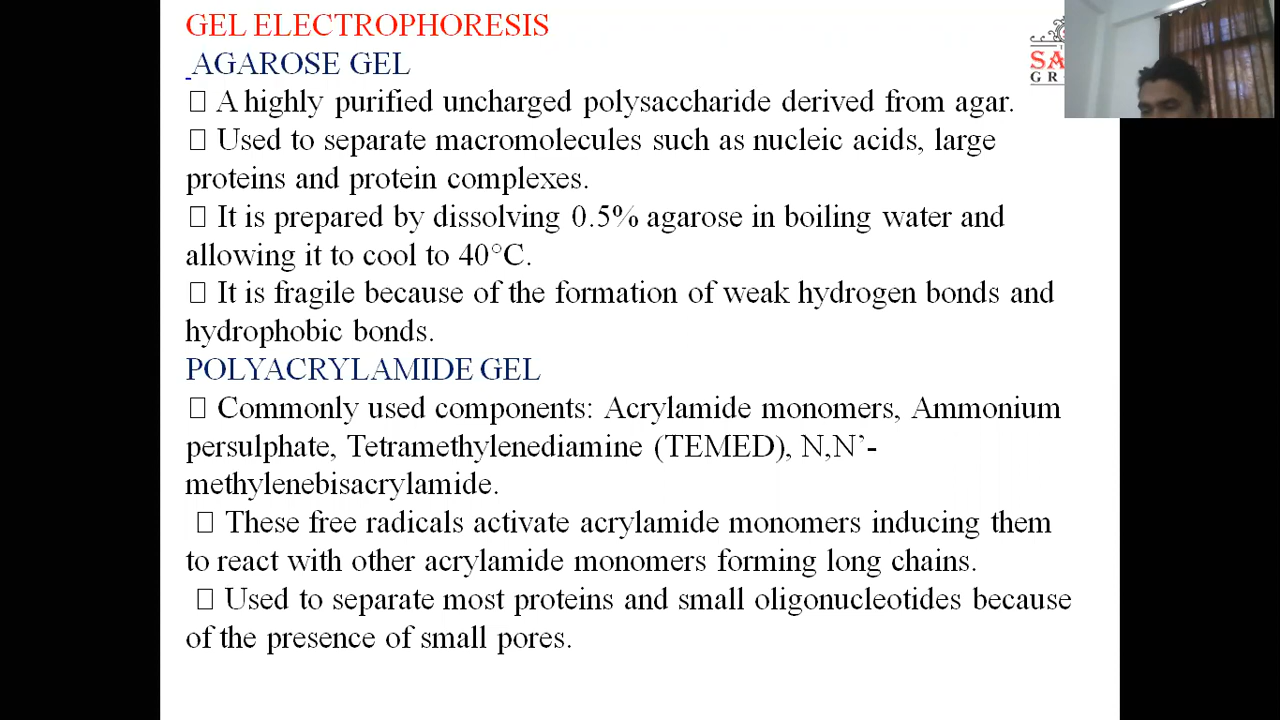 GEL ELECTROPHORESIS
AGAROSE GEL
▯ A highly purified uncharged polysaccharide derived from agar.
▯ Used to separate macromolecules such as nucleic acids, large
proteins and protein complexes.
▯ It is prepared by dissolving 0.5% agarose in boiling water and
allowing it to cool to 40°C.
▯ It is fragile because of the formation of weak hydrogen bonds and
hydrophobic bonds.
POLYACRYLAMIDE GEL
▯ Commonly used components: Acrylamide monomers, Ammonium
persulphate, Tetramethylenediamine (TEMED), N,N’-
methylenebisacrylamide.
▯ These free radicals activate acrylamide monomers inducing them
to react with other acrylamide monomers forming long chains.
▯ Used to separate most proteins and small oligonucleotides because
of the presence of small pores.